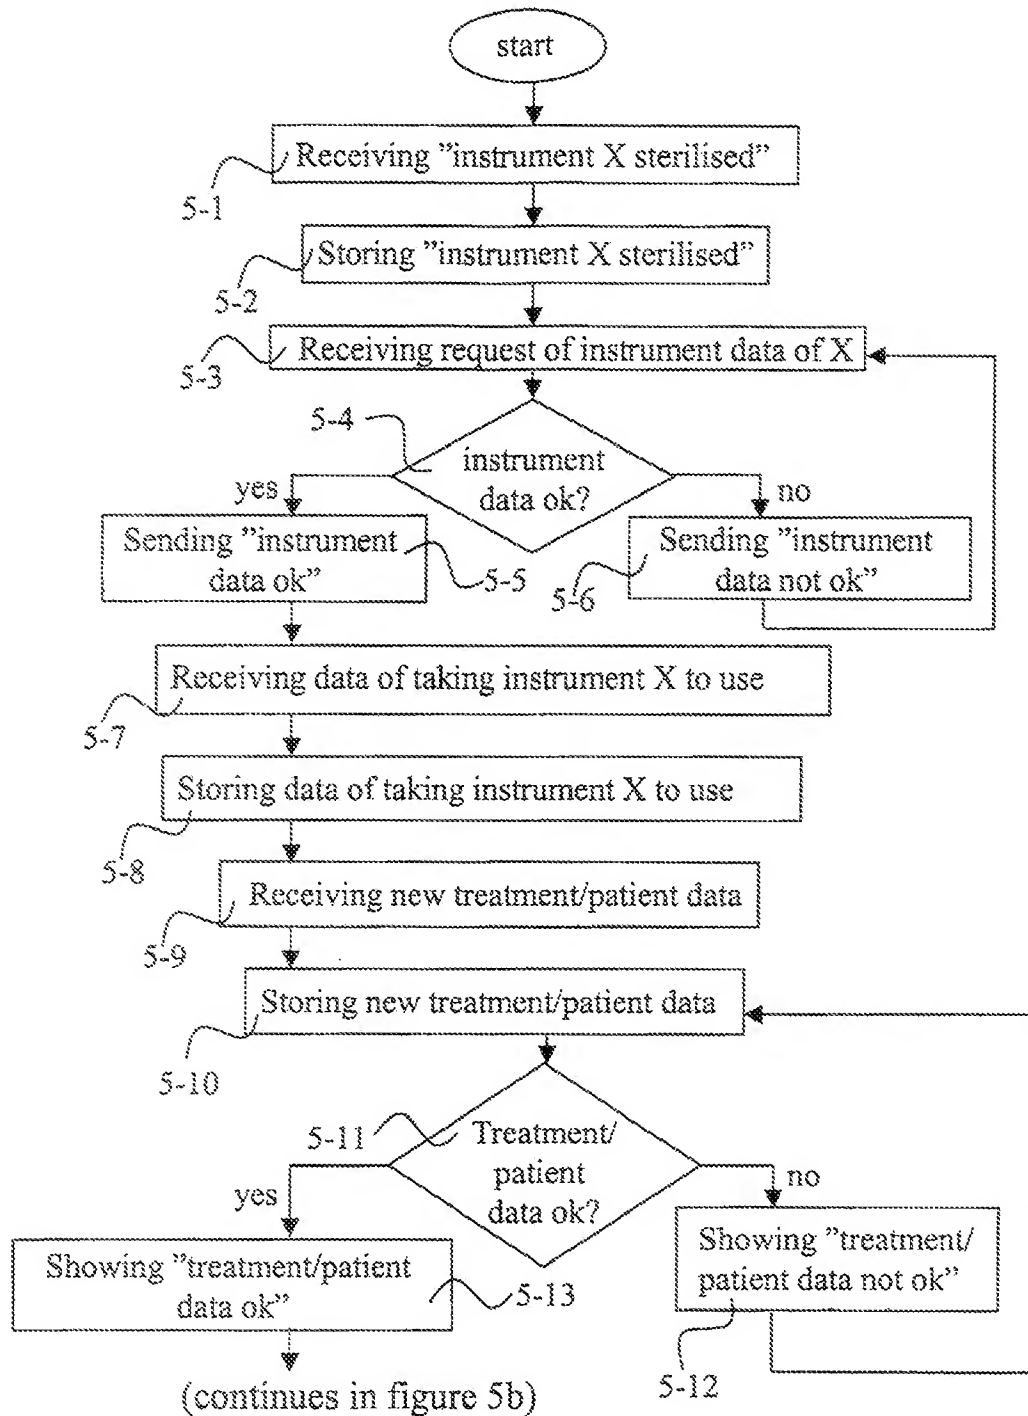 start
Receiving ”instrument X sterilised”
5-1
Storing ”instrument X sterilised”
5-2
Receiving request of instrument data of X
5-3
5-4
instrument
data ok?
yes
no
Sending ”instrument
data ok”
5-5
Sending ”instrument
data not ok”
5-6
Receiving data of taking instrument X to use
5-7
Storing data of taking instrument X to use
5-8
Receiving new treatment/patient data
5-9
Storing new treatment/patient data
5-10
5-11
Treatment/
patient
data ok?
yes
no
Showing ”treatment/patient
data ok”
5-13
Showing ”treatment/
patient data not ok”
5-12
(continues in figure 5b)